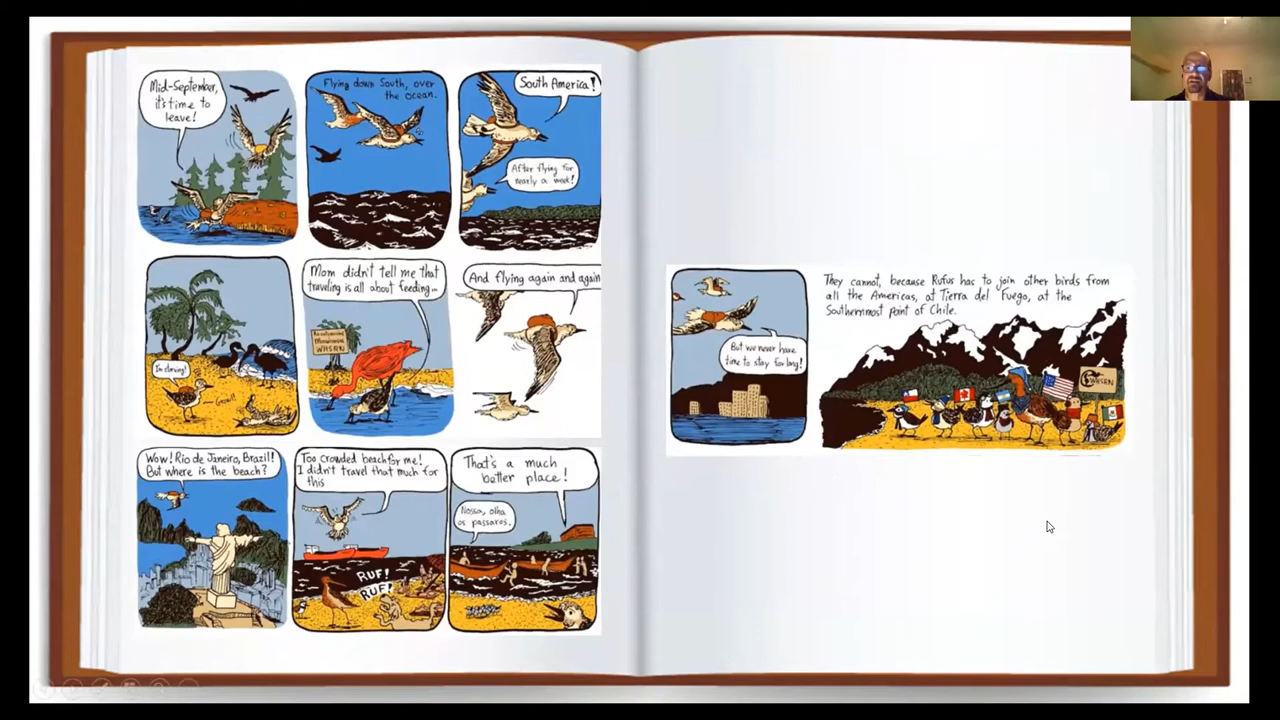 Mid-September,
it's time to
leave!
Flying down South, over
the ocean.
South America!
After flying for
nearly a week!
I'm starving!
Mom didn't tell me that
traveling is all about feeding...
WHSRN
And flying again and again
Wow! Rio de Janeiro, Brazil!
But where is the beach?
Too crowded beach for me!
I didn't travel that much for
this
RUF!
RUF!
That's a much
better place!
Nossa, olha
os passaros.
But we never have
time to stay for long!
They cannot, because Rufus has to join other birds from
all the Americas, at Tierra del Fuego, at the
Southernmost point of Chile.
WHSRN